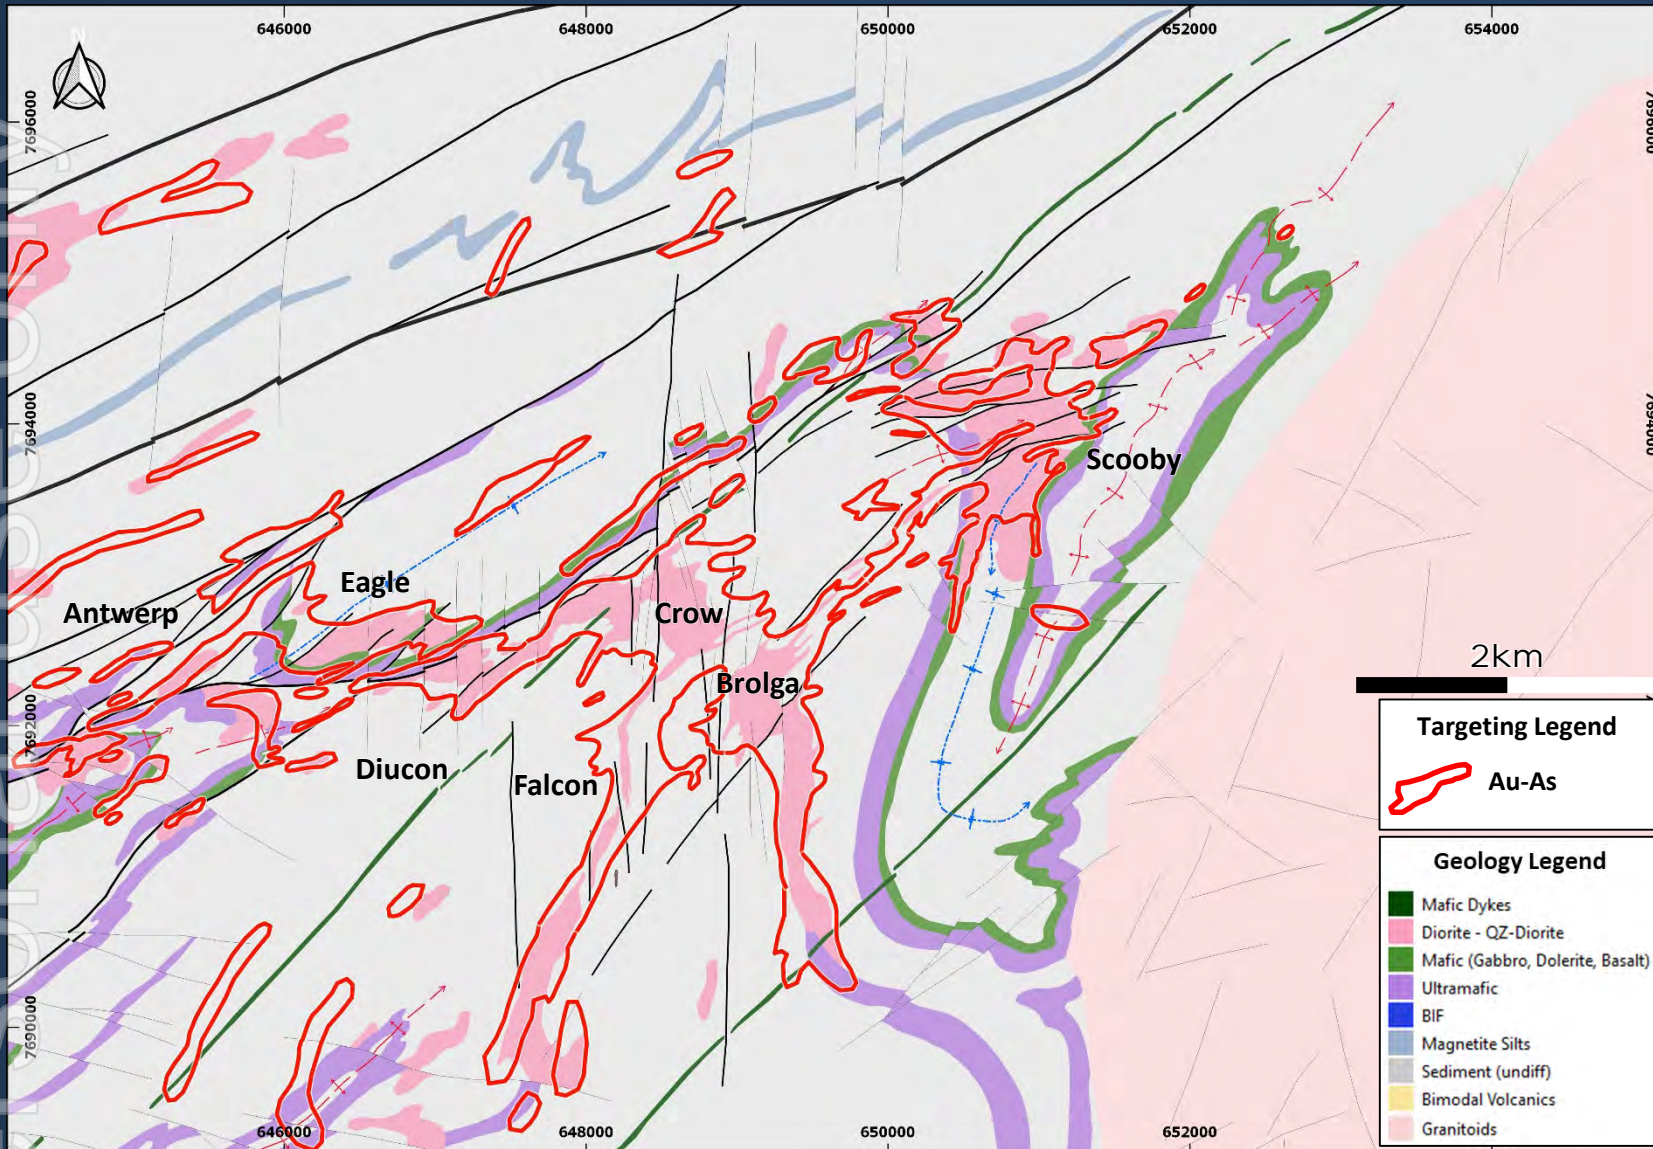 N
646000
648000
650000
652000
654000
7696000
7696000
7694000
7694000
Scooby
Eagle
Antwerp
Crow
Brolga
2km
7692000
Diucon
Falcon
Targeting Legend
Au-As
Geology Legend
Mafic Dykes
Diorite - QZ-Diorite
Mafic (Gabbro, Dolerite, Basalt)
Ultramafic
BIF
Magnetite Silts
Sediment (undiff)
Bimodal Volcanics
Granitoids
7690000
646000
648000
650000
652000